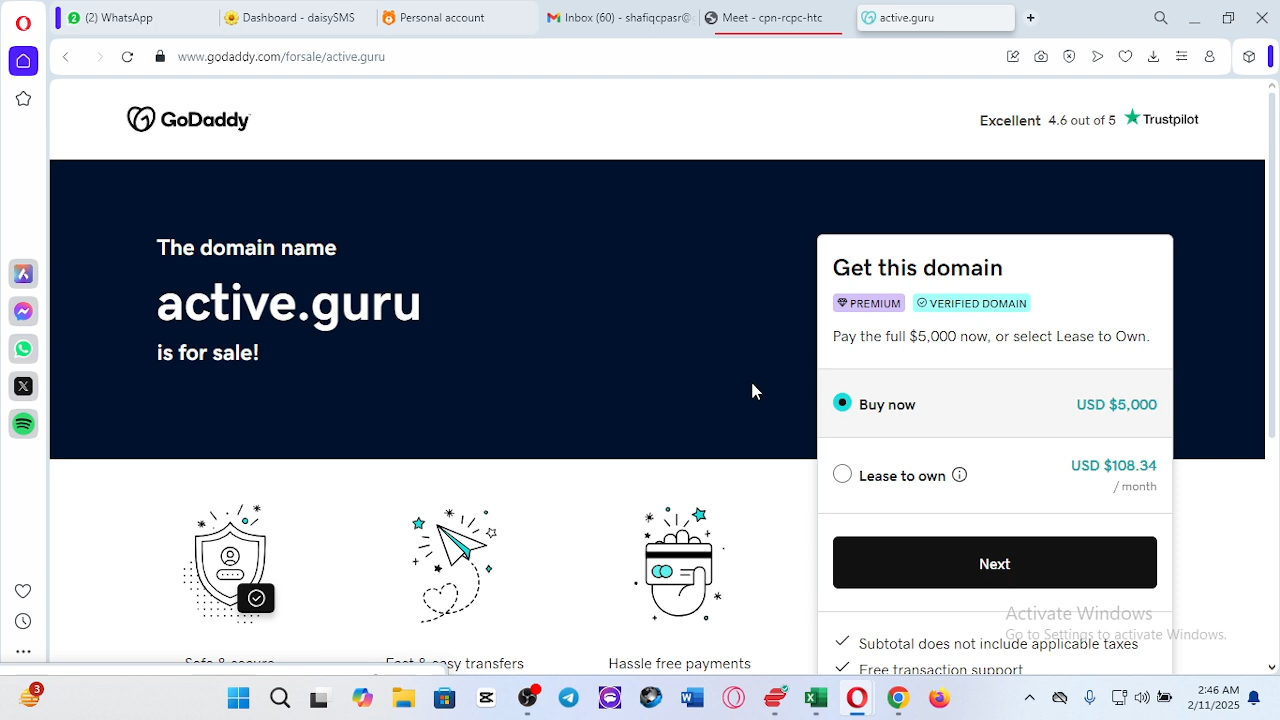 (2) WhatsApp
Dashboard - daisySMS
Personal account
Inbox (60) - shafiqcpasr@
Meet - cpm rcpc-htc
active.guru
www.godaddy.com/forsale/active.guru
GoDaddy
Excellent 4.6 out of 5 Trustpilot
The domain name
active.guru
is for sale!
Get this domain
PREMIUM VERIFIED DOMAIN
Pay the full $5,000 now, or select Lease to Own.
Buy now USD $5,000
Lease to own USD $108.34
/ month
Next
Activate Windows
Go to Settings to activate Windows.
Subtotal does not include applicable taxes
Free transaction support
Safe & secure
Fast & easy transfers
Hassle free payments
3
2:46 AM
2/11/2025